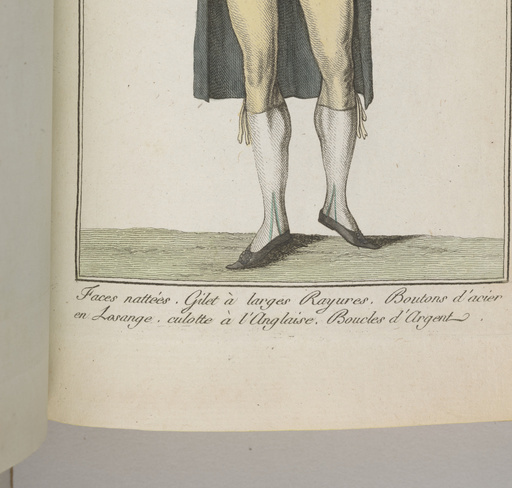 Faces nattées. Gilet à larges Rayures. Boutons d'acier
en Losange. culotte à l'Anglaise. Boucles d'Argent.